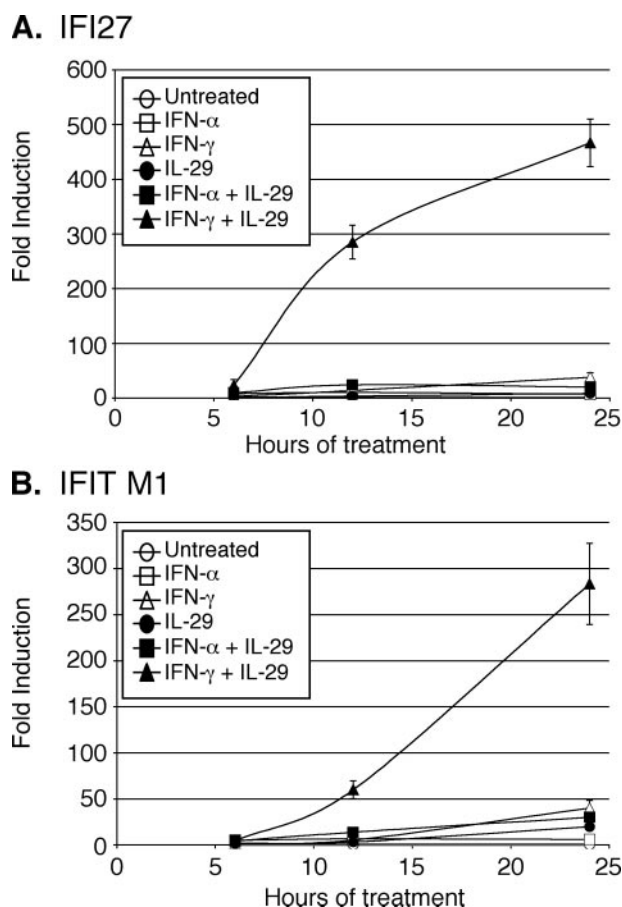 A. IFI27
600
500
400
300
200
100
0
Fold Induction
Untreated
IFN-α
IFN-γ
IL-29
IFN-α + IL-29
IFN-γ + IL-29
0 5 10 15 20 25
Hours of treatment
B. IFIT M1
350
300
250
200
150
100
50
0
Fold Induction
Untreated
IFN-α
IFN-γ
IL-29
IFN-α + IL-29
IFN-γ + IL-29
0 5 10 15 20 25
Hours of treatment